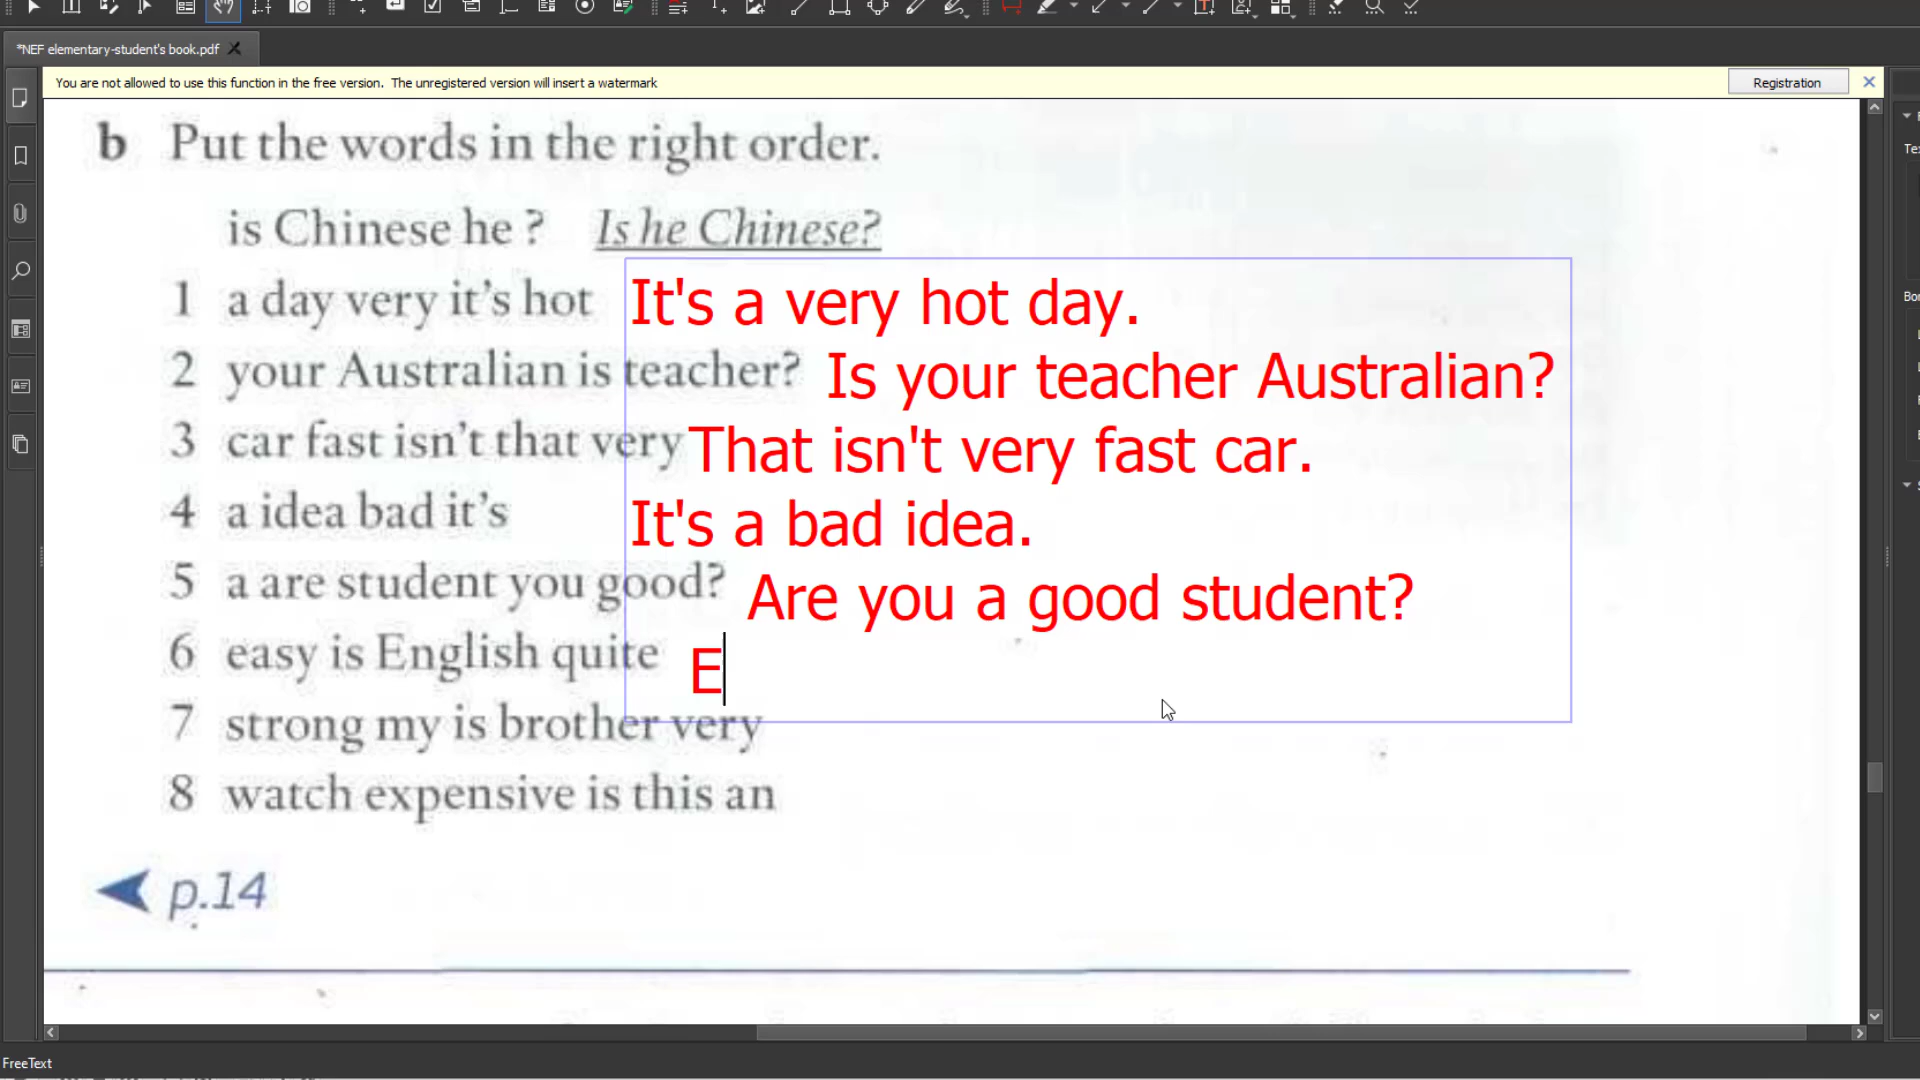 *NEF elementary-student's book.pdf
You are not allowed to use this function in the free version. The unregistered version will insert a watermark
Registration
b Put the words in the right order.
is Chinese he ? Is he Chinese?
1 a day very it's hot It's a very hot day.
2 your Australian is teacher? Is your teacher Australian?
3 car fast isn't that very That isn't very fast car.
4 a idea bad it's It's a bad idea.
5 a are student you good? Are you a good student?
6 easy is English quite E
7 strong my is brother very
8 watch expensive is this an
p.14
FreeText